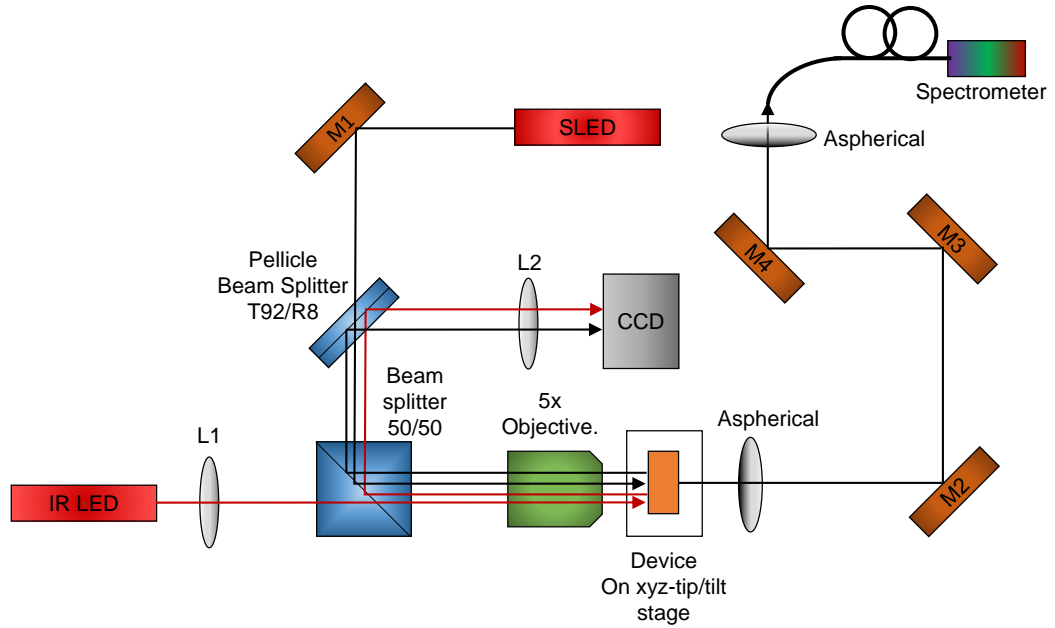 M1
SLED
Spectrometer
Aspherical
Pellicle
Beam Splitter
T92/R8
L2
CCD
M4
M3
Beam
splitter
50/50
5x
Objective.
Aspherical
L1
IR LED
M2
Device
On xyz-tip/tilt
stage